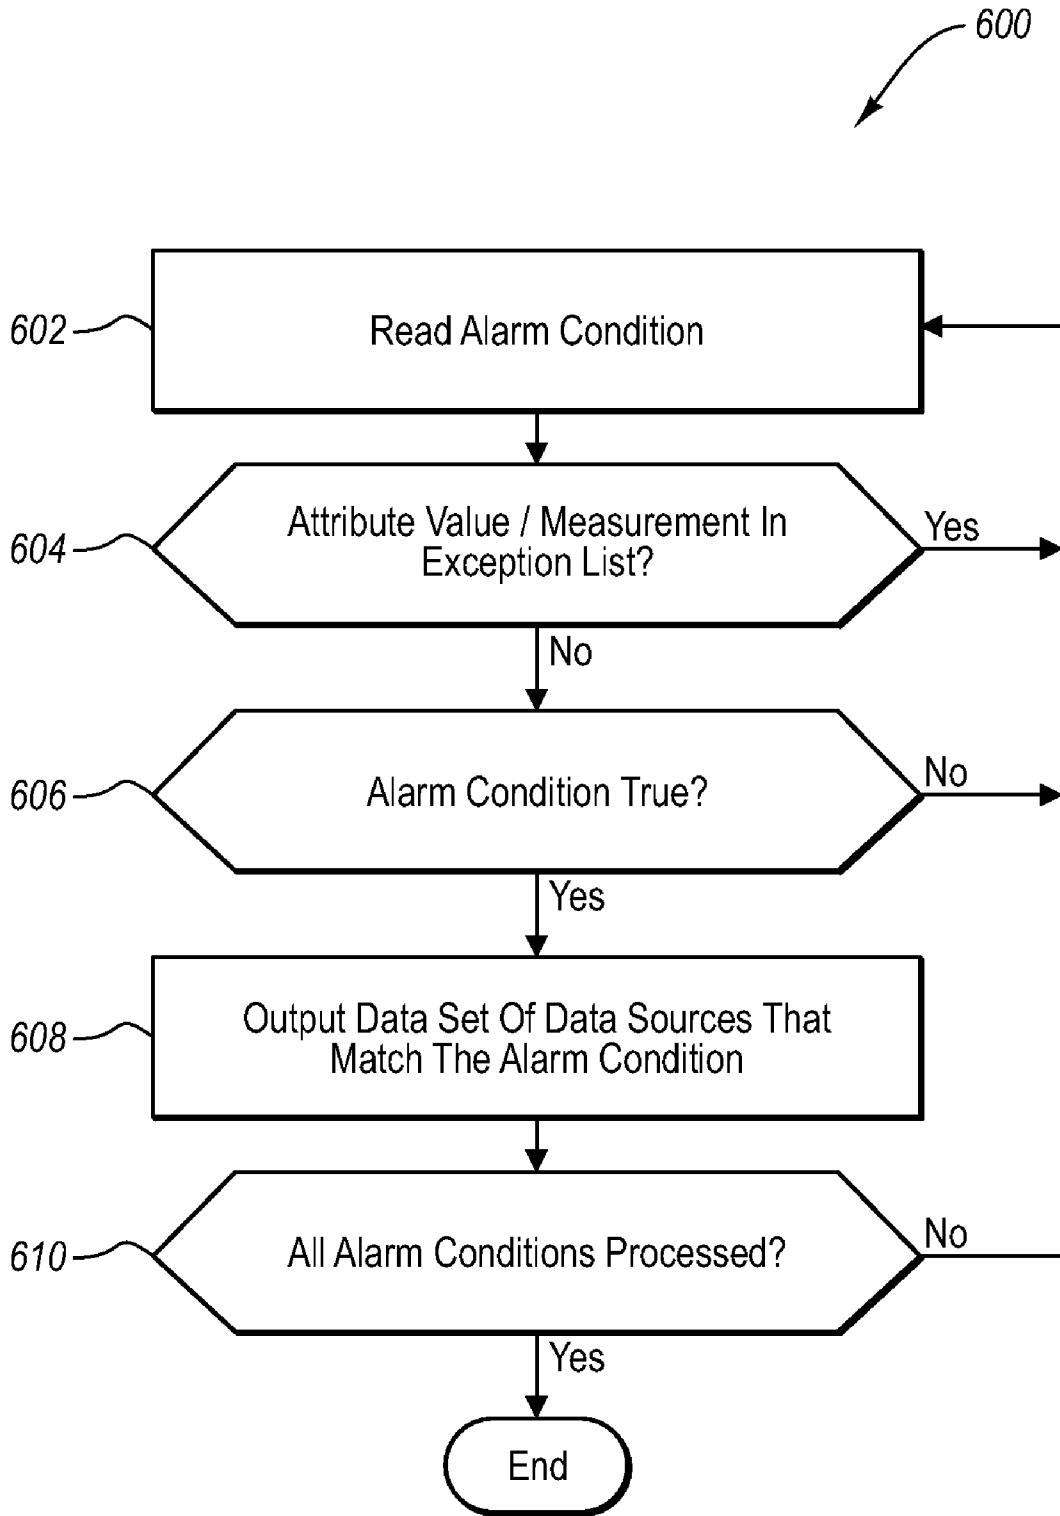 600
602
Read Alarm Condition
604
Attribute Value / Measurement In
Exception List?
Yes
No
606
Alarm Condition True?
No
Yes
608
Output Data Set Of Data Sources That
Match The Alarm Condition
610
All Alarm Conditions Processed?
No
Yes
End